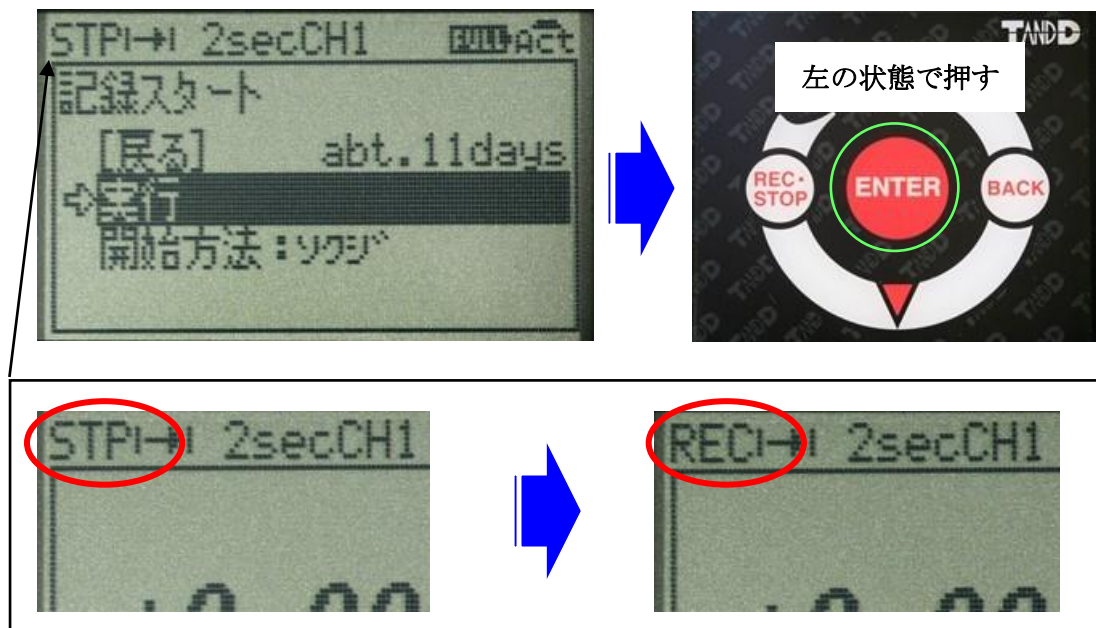 STP 2secCH1 FULL Act
記録スタート
[戻る] abt.11days
実行
開始方法：ソクジ
TANDD
左の状態で押す
REC・
STOP
ENTER
BACK
STP 2secCH1
REC 2secCH1